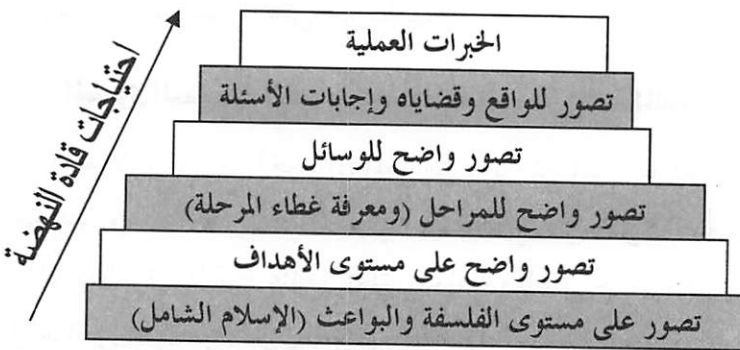 الخبرات العملية
تصور للواقع وقضاياه وإجابات الأسئلة
تصور واضح للوسائل
تصور واضح للمراحل (ومعرفة غطاء المرحلة)
تصور واضح على مستوى الأهداف
تصور على مستوى الفلسفة والبواعث (الإسلام الشامل)
احتياجات قادة النهضة